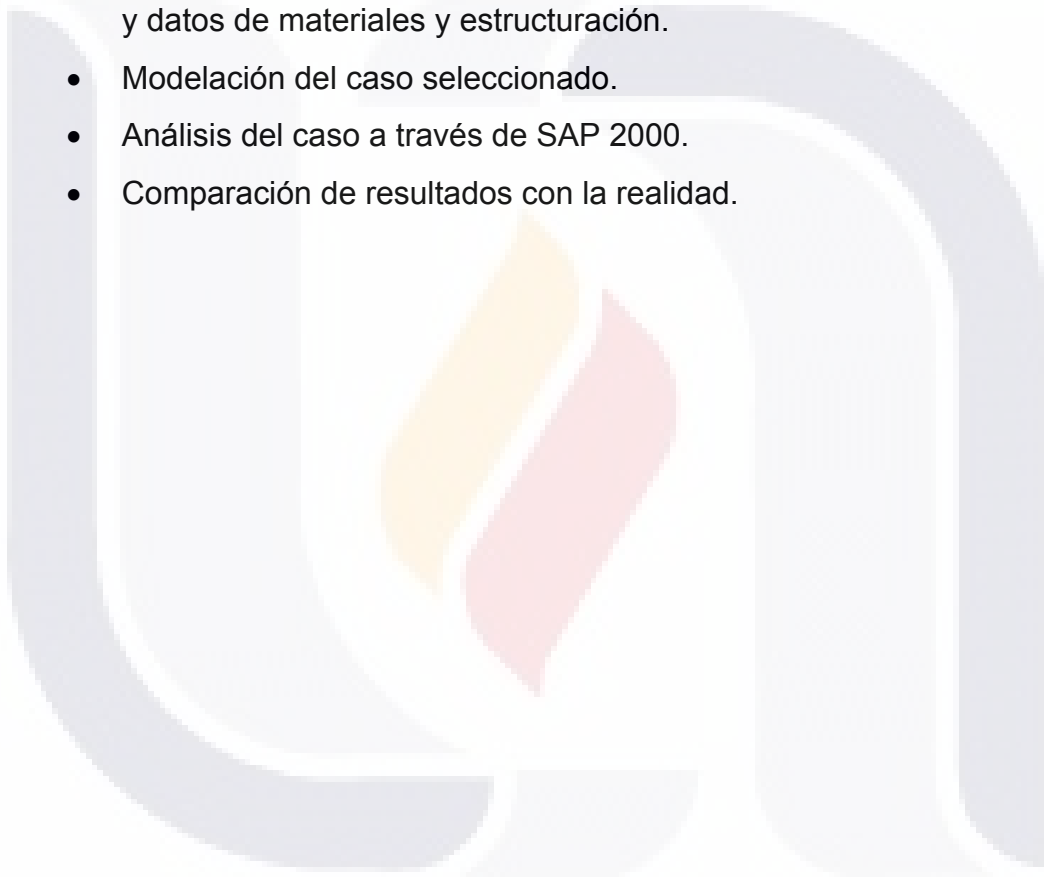 y datos de materiales y estructuración.
• Modelación del caso seleccionado.
• Análisis del caso a través de SAP 2000.
• Comparación de resultados con la realidad.